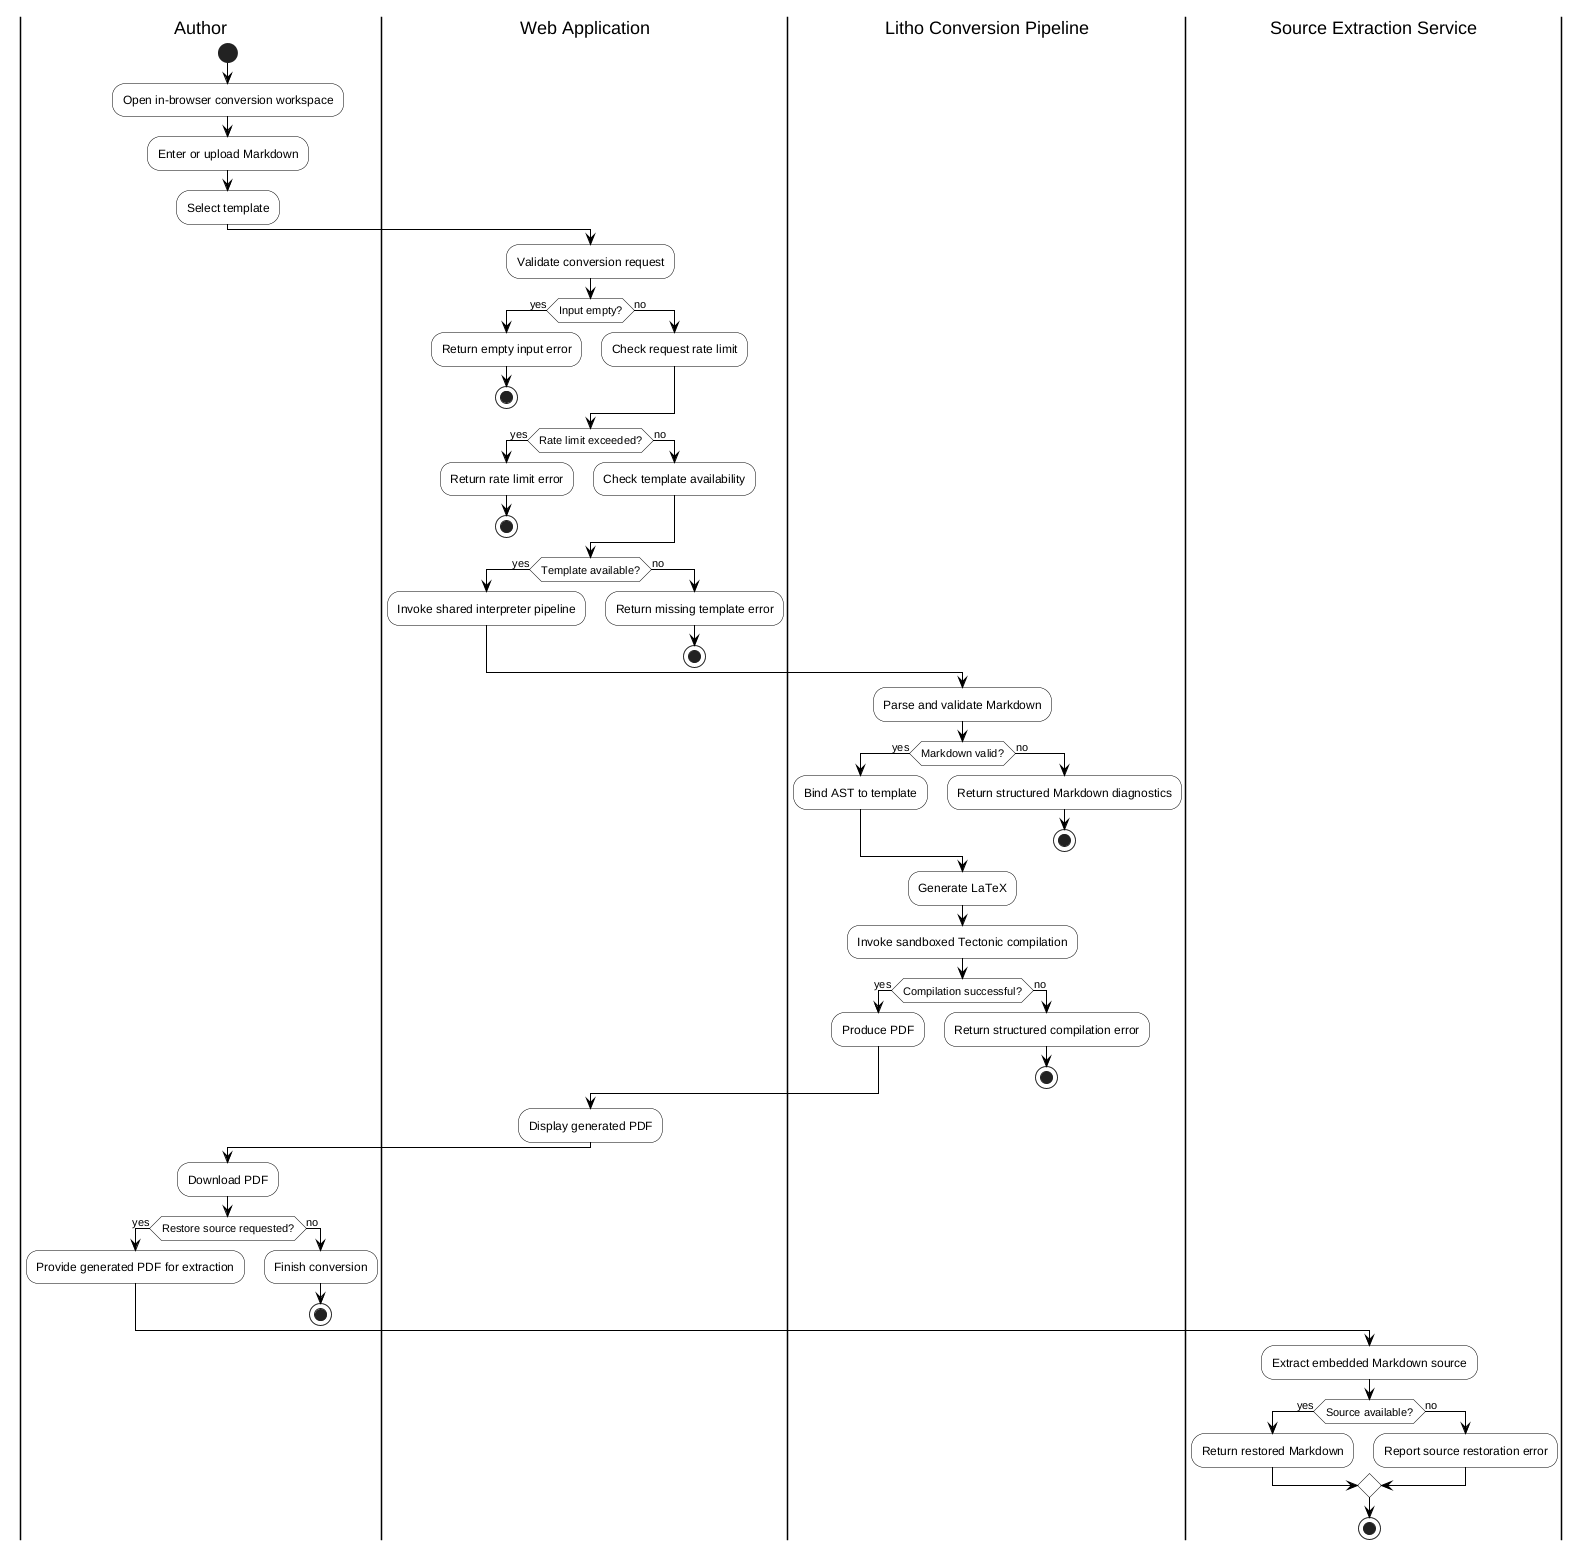 Author
Web Application
Litho Conversion Pipeline
Source Extraction Service
Open in-browser conversion workspace
Enter or upload Markdown
Select template
Validate conversion request
yes
Input empty?
no
Return empty input error
Check request rate limit
yes
Rate limit exceeded?
no
Return rate limit error
Check template availability
yes
Template available?
no
Invoke shared interpreter pipeline
Return missing template error
Parse and validate Markdown
yes
Markdown valid?
no
Bind AST to template
Return structured Markdown diagnostics
Generate LaTeX
Invoke sandboxed Tectonic compilation
yes
Compilation successful?
no
Produce PDF
Return structured compilation error
Display generated PDF
Download PDF
yes
Restore source requested?
no
Provide generated PDF for extraction
Finish conversion
Extract embedded Markdown source
yes
Source available?
no
Return restored Markdown
Report source restoration error